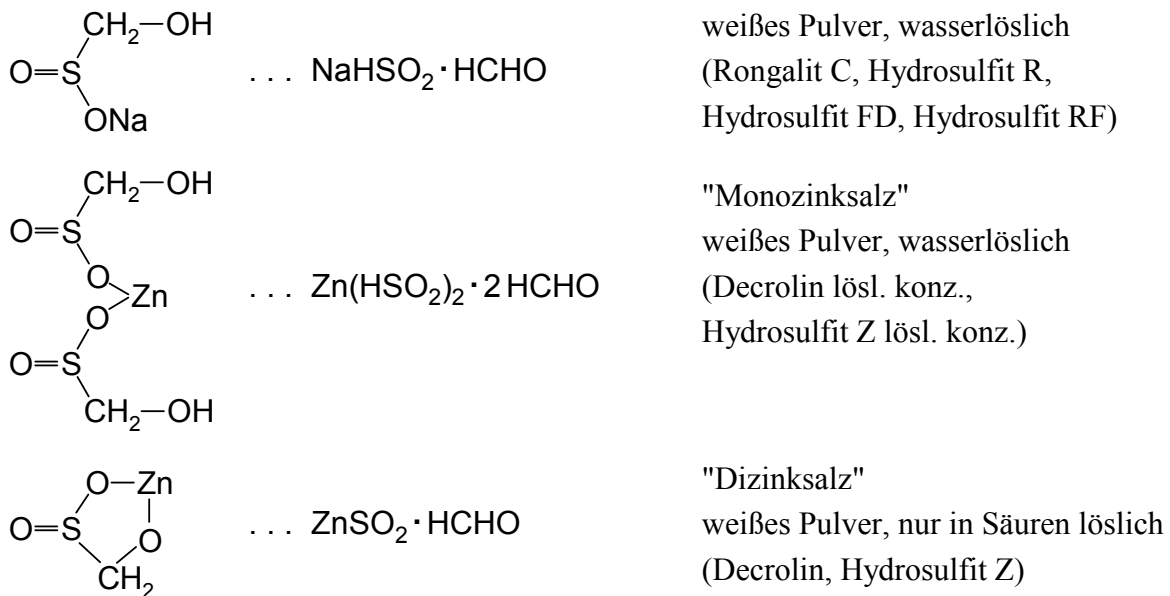 CH₂—OH
O=S
ONa
. . . NaHSO₂·HCHO
weißes Pulver, wasserlöslich
(Rongalit C, Hydrosulfit R,
Hydrosulfit FD, Hydrosulfit RF)
CH₂—OH
O=S
O
Zn
O
O=S
CH₂—OH
. . . Zn(HSO₂)₂·2 HCHO
"Monozinksalz"
weißes Pulver, wasserlöslich
(Decrolin lösl. konz.,
Hydrosulfit Z lösl. konz.)
O—Zn
O=S
O
CH₂
. . . ZnSO₂·HCHO
"Dizinksalz"
weißes Pulver, nur in Säuren löslich
(Decrolin, Hydrosulfit Z)